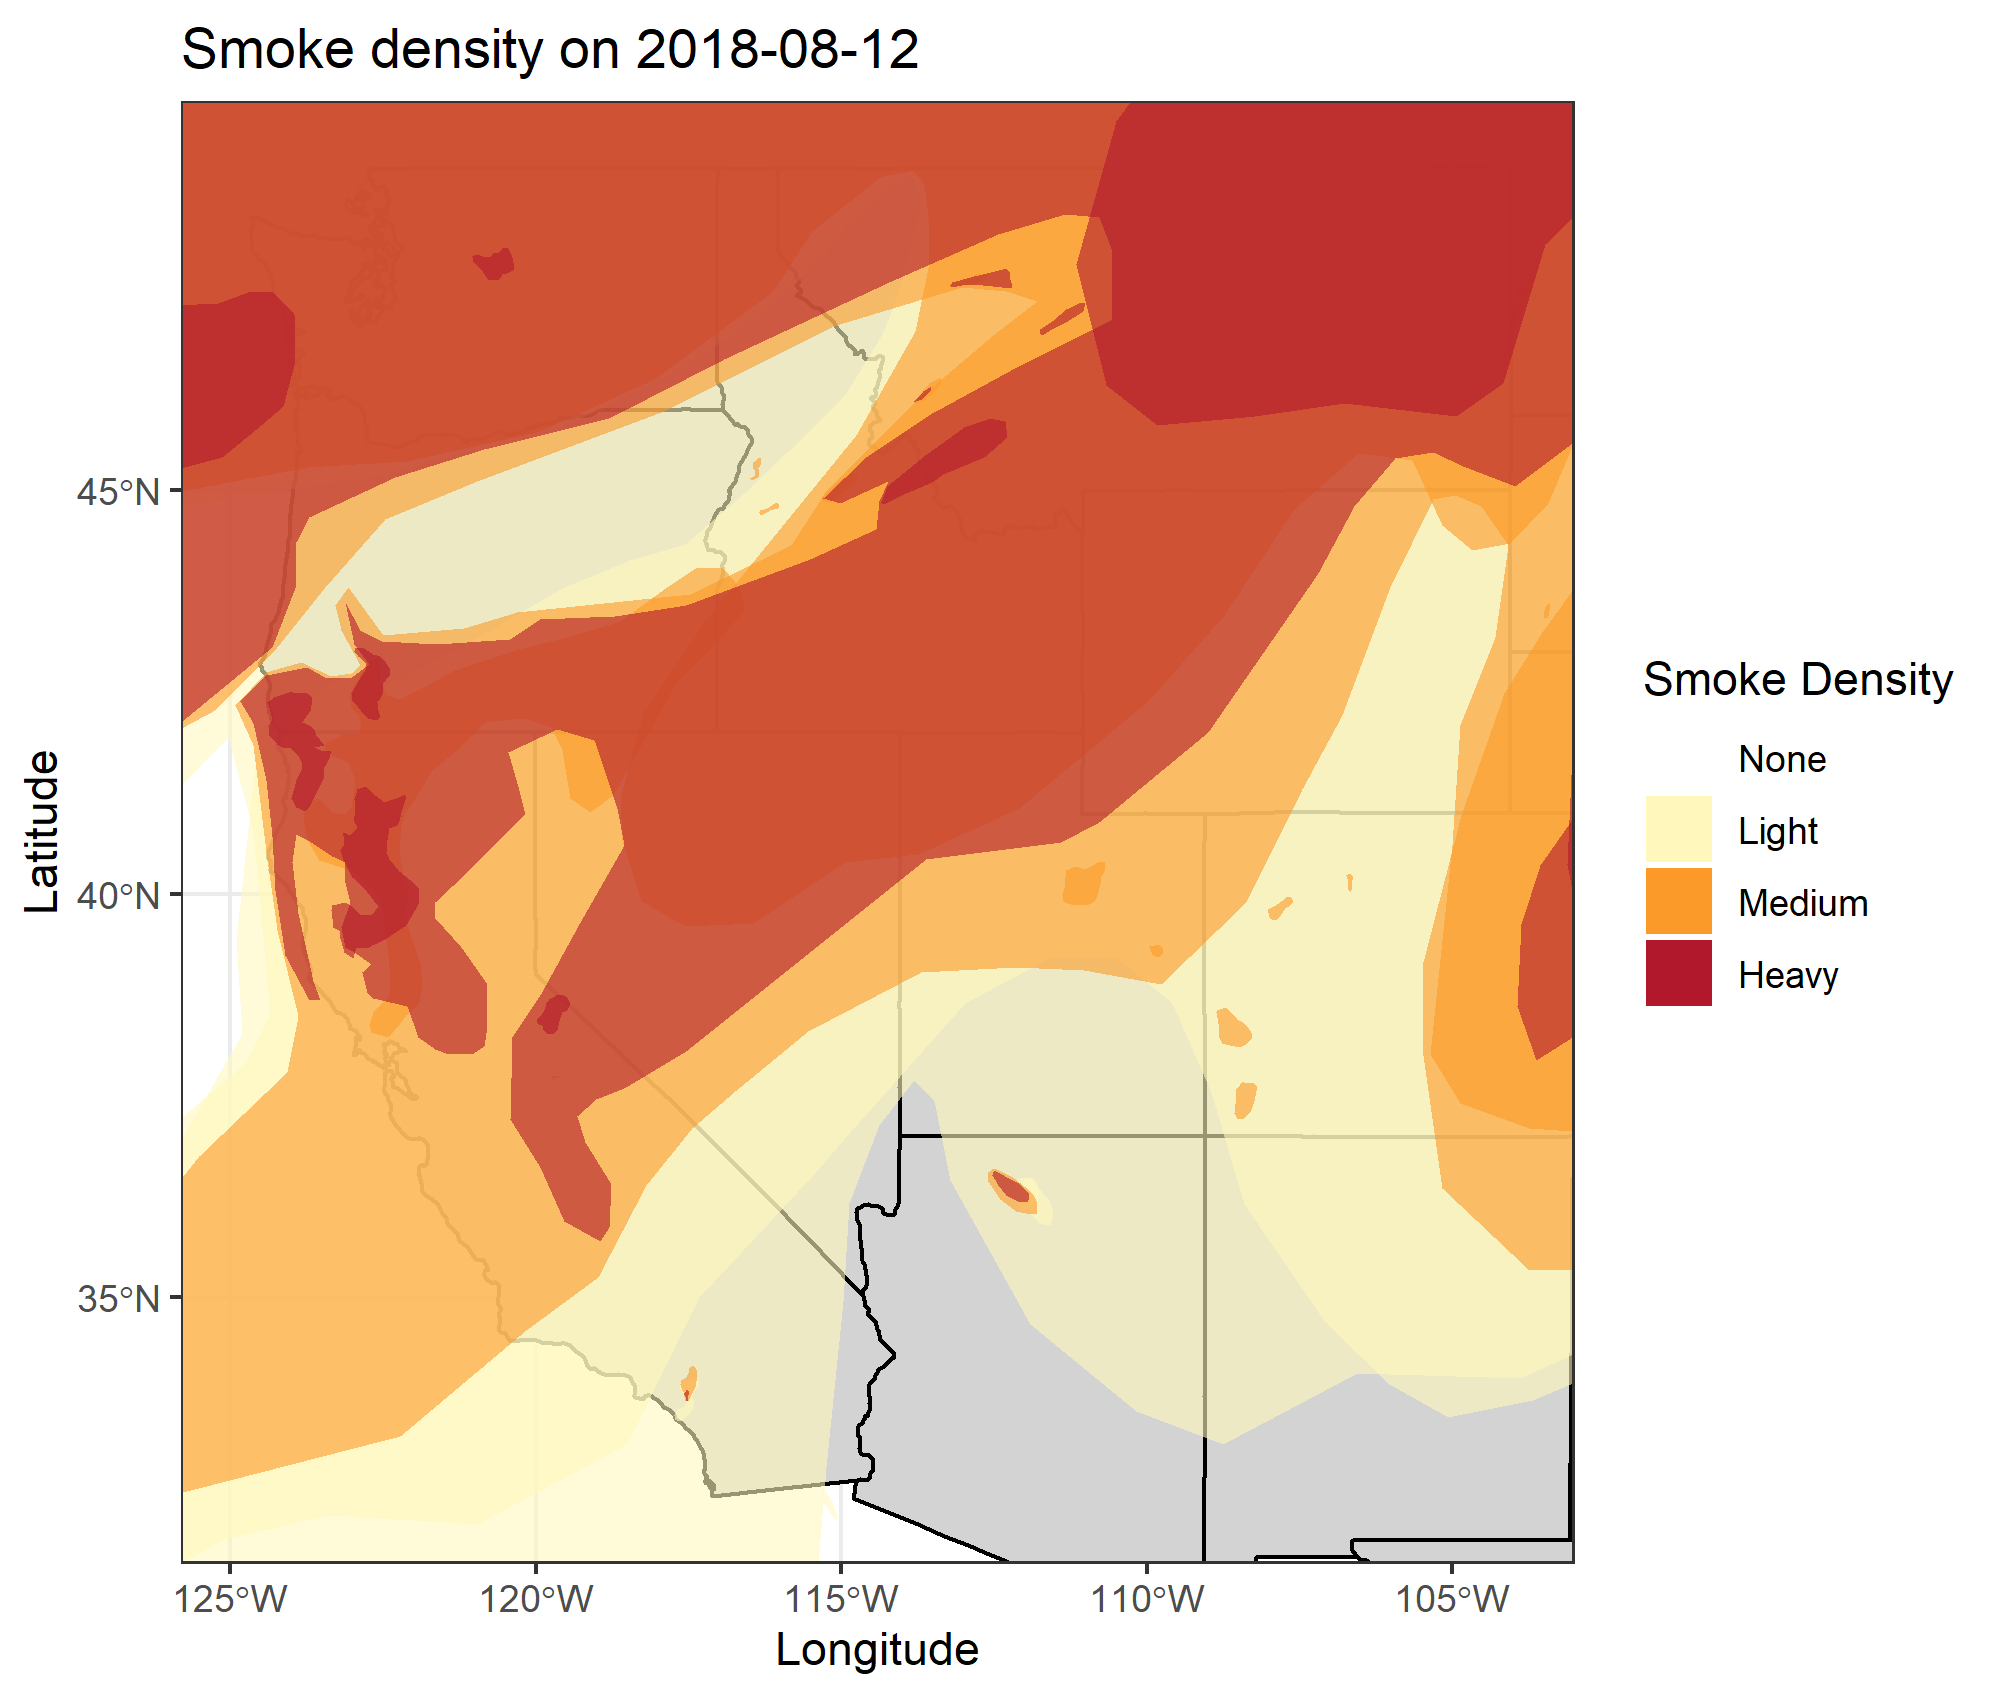 Smoke density on 2018-08-12
Latitude
45°N
40°N
35°N
125°W
120°W
115°W
110°W
105°W
Longitude
Smoke Density
None
Light
Medium
Heavy